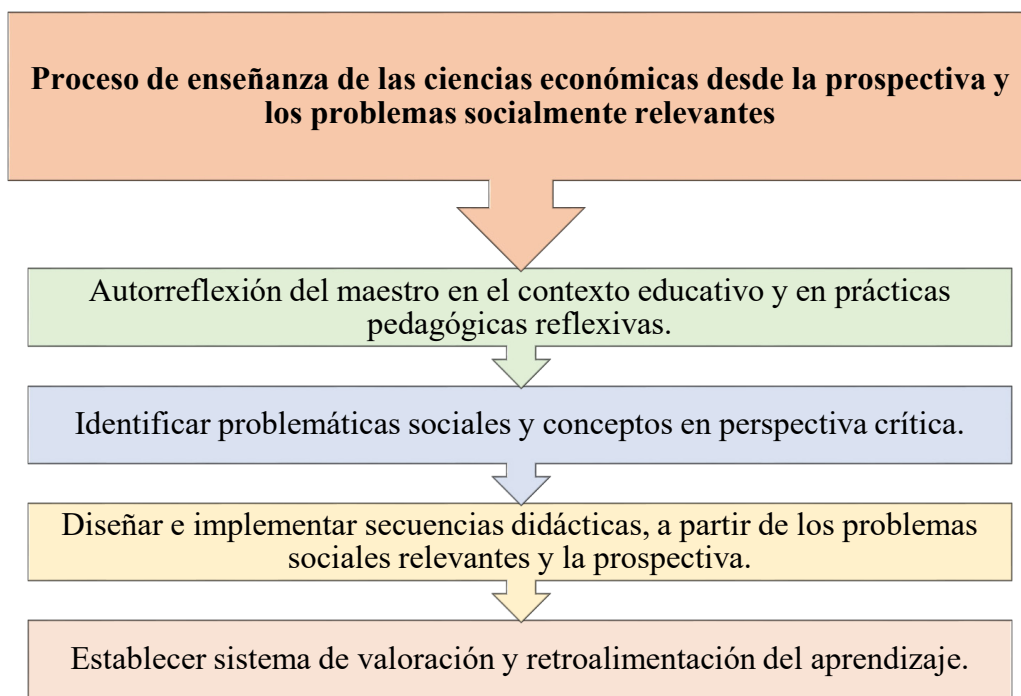 Proceso de enseñanza de las ciencias económicas desde la prospectiva y
los problemas socialmente relevantes
Autorreflexión del maestro en el contexto educativo y en prácticas
pedagógicas reflexivas.
Identificar problemáticas sociales y conceptos en perspectiva crítica.
Diseñar e implementar secuencias didácticas, a partir de los problemas
sociales relevantes y la prospectiva.
Establecer sistema de valoración y retroalimentación del aprendizaje.